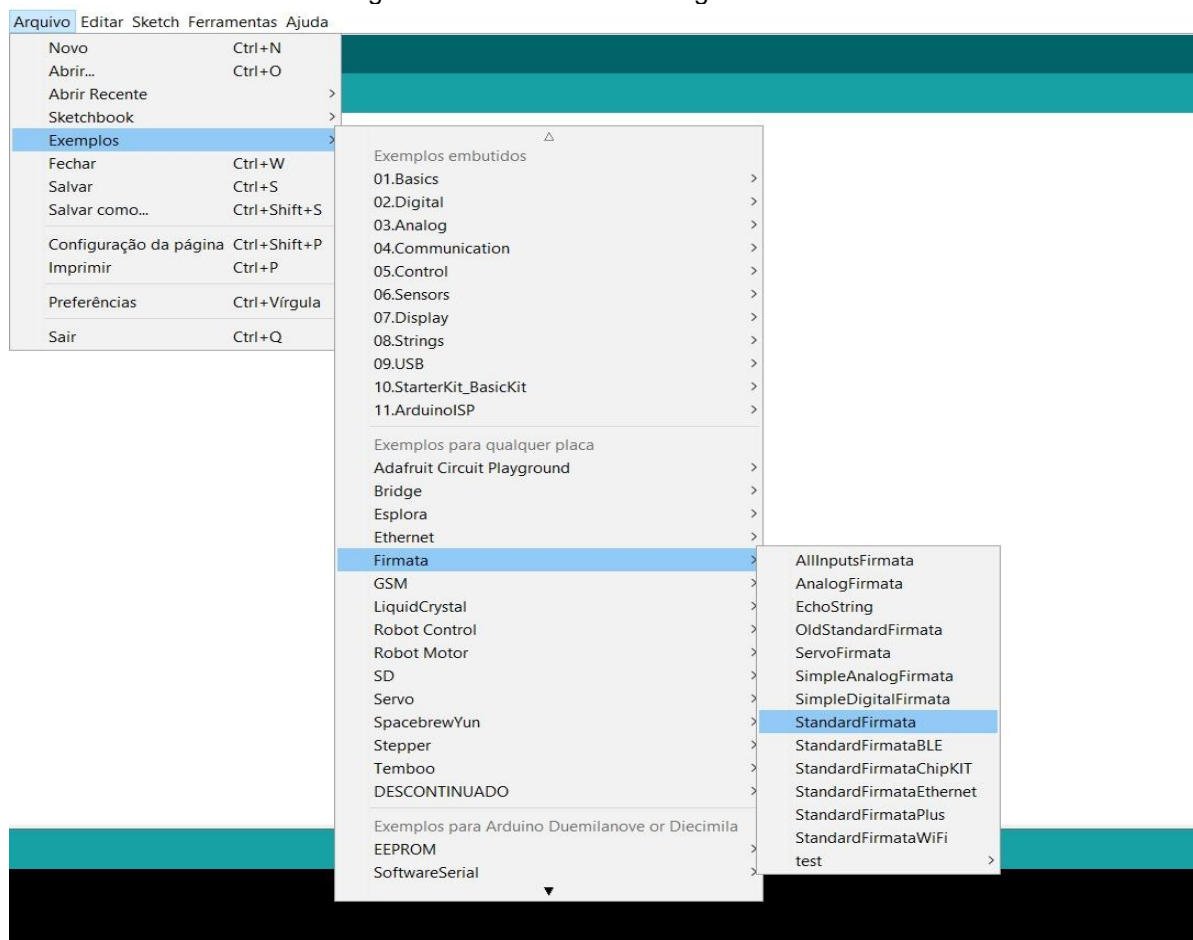 Arquivo Editar Sketch Ferramentas Ajuda
Novo Ctrl+N
Abrir... Ctrl+O
Abrir Recente
Sketchbook
Exemplos
Fechar Ctrl+W
Salvar Ctrl+S
Salvar como... Ctrl+Shift+S
Configuração da página Ctrl+Shift+P
Imprimir Ctrl+P
Preferências Ctrl+Vírgula
Sair Ctrl+Q
Exemplos embutidos
01.Basics
02.Digital
03.Analog
04.Communication
05.Control
06.Sensors
07.Display
08.Strings
09.USB
10.StarterKit_BasicKit
11.ArduinoISP
Exemplos para qualquer placa
Adafruit Circuit Playground
Bridge
Esplora
Ethernet
Firmata
GSM
LiquidCrystal
Robot Control
Robot Motor
SD
Servo
SpacebrewYun
Stepper
Temboo
DESCONTINUADO
Exemplos para Arduino Duemilanove or Diecimila
EEPROM
SoftwareSerial
AllInputsFirmata
AnalogFirmata
EchoString
OldStandardFirmata
ServoFirmata
SimpleAnalogFirmata
SimpleDigitalFirmata
StandardFirmata
StandardFirmataBLE
StandardFirmataChipKIT
StandardFirmataEthernet
StandardFirmataPlus
StandardFirmataWiFi
test